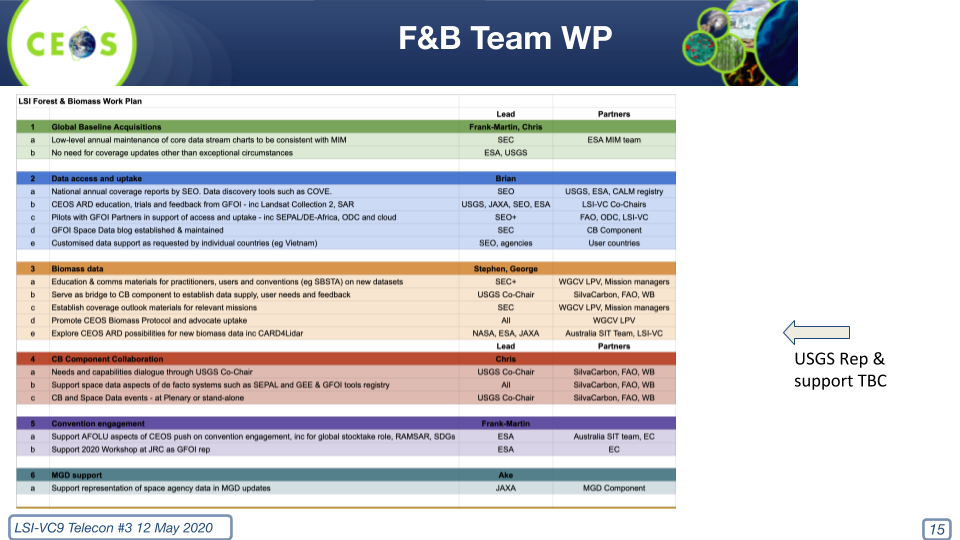 CEOS
F&B Team WP
LSI Forest & Biomass Work Plan
Lead Partners
1 Global Baseline Acquisitions Frank-Martin, Chris
a Low-level annual maintenance of core data stream charts to be consistent with MIM SEC ESA MIM team
b No need for coverage updates other than exceptional circumstances ESA, USGS
2 Data access and uptake Brian
a National annual coverage reports by SEO. Data discovery tools such as COVE. SEO USGS, ESA, CALM registry
b CEOS ARD education, trials and feedback from GFOI - inc Landsat Collection 2, SAR USGS, JAXA, SEO, ESA LSI-VC Co-Chairs
c Pilots with GFOI Partners in support of access and uptake - inc SEPAL/DE-Africa, ODC and cloud SEO+ FAO, ODC, LSI-VC
d GFOI Space Data blog established & maintained SEC CB Component
e Customised data support as requested by individual countries (eg Vietnam) SEO, agencies User countries
3 Biomass data Stephen, George
a Education & comms materials for practitioners, users and conventions (eg SBSTA) on new datasets SEC+ WGCV LPV, Mission managers
b Serve as bridge to CB component to establish data supply, user needs and feedback USGS Co-Chair SilvaCarbon, FAO, WB
c Establish coverage outlook materials for relevant missions SEC WGCV LPV, Mission managers
d Promote CEOS Biomass Protocol and advocate uptake All WGCV LPV
e Explore CEOS ARD possibilities for new biomass data inc CARD4Lidar NASA, ESA, JAXA Australia SIT Team, LSI-VC
Lead Partners
4 CB Component Collaboration Chris
a Needs and capabilities dialogue through USGS Co-Chair USGS Co-Chair SilvaCarbon, FAO, WB
b Support space data aspects of de facto systems such as SEPAL and GEE & GFOI tools registry All SilvaCarbon, FAO, WB
c CB and Space Data events - at Plenary or stand-alone USGS Co-Chair SilvaCarbon, FAO, WB
5 Convention engagement Frank-Martin
a Support AFOLU aspects of CEOS push on convention engagement, inc for global stocktake role, RAMSAR, SDGs ESA Australia SIT team, EC
b Support 2020 Workshop at JRC as GFOI rep ESA EC
6 MGD support Ake
a Support representation of space agency data in MGD updates JAXA MGD Component
USGS Rep &
support TBC
LSI-VC9 Telecon #3 12 May 2020
15